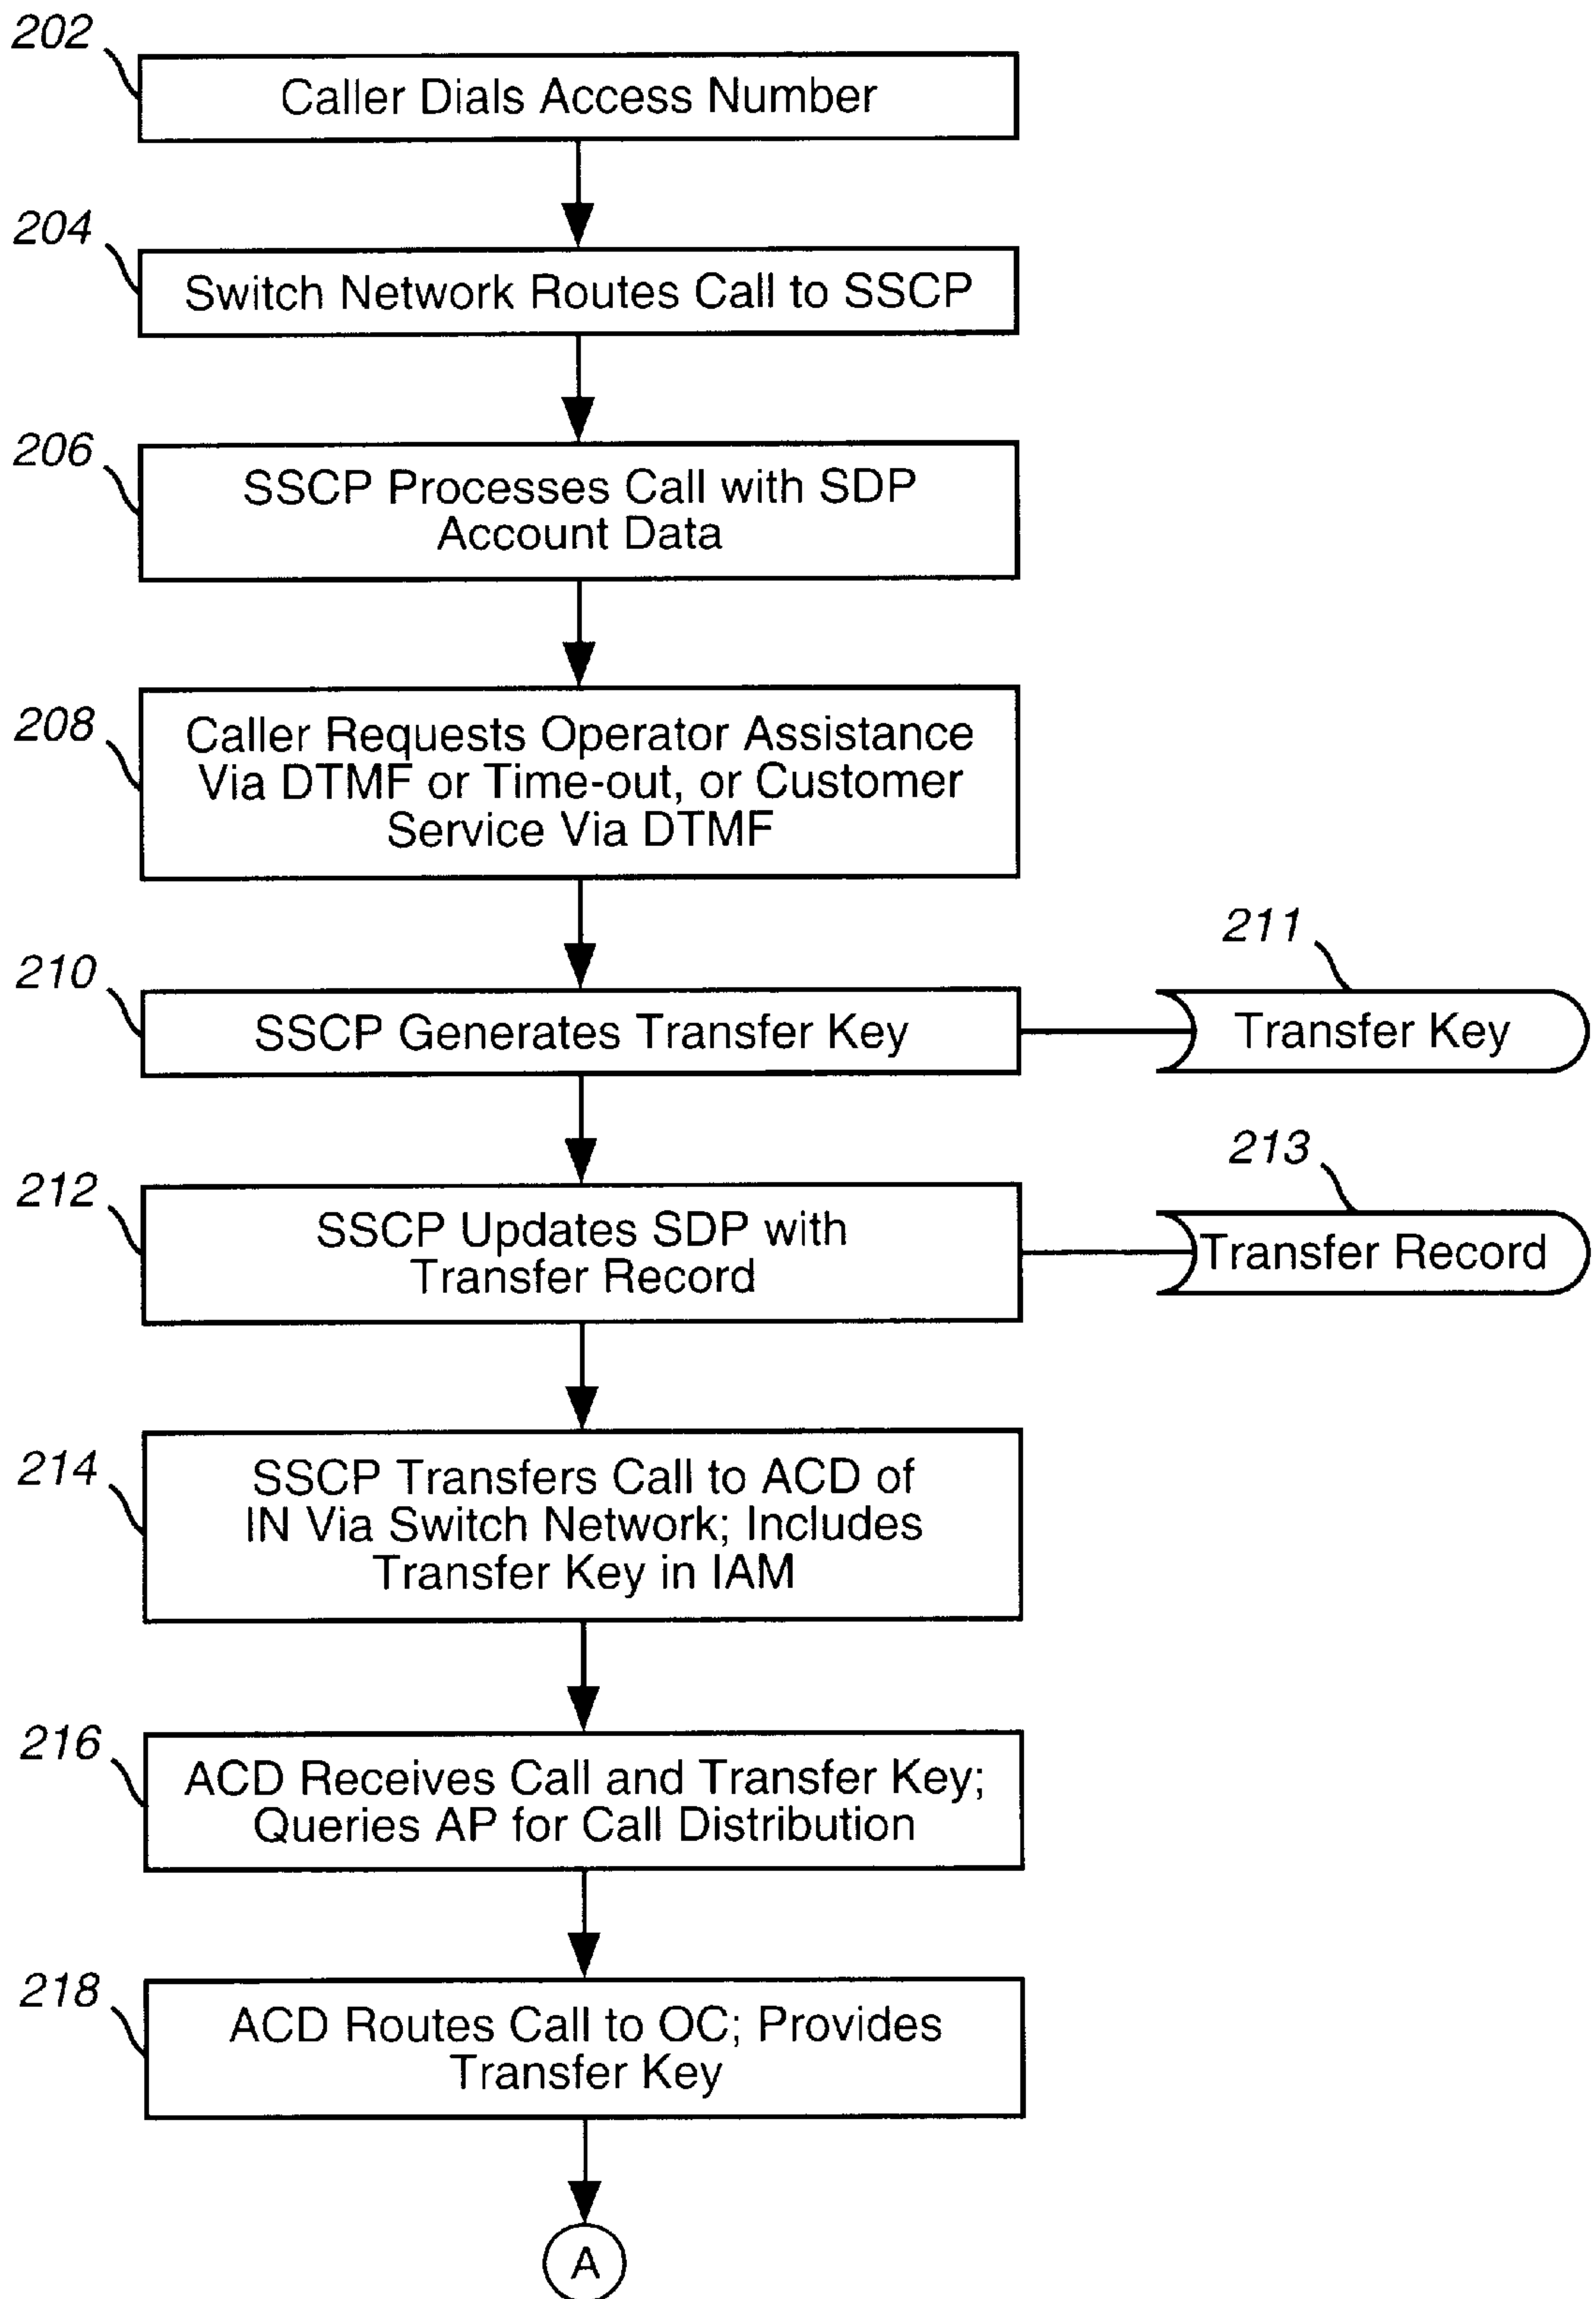 202
Caller Dials Access Number
204
Switch Network Routes Call to SSCP
206
SSCP Processes Call with SDP
Account Data
208
Caller Requests Operator Assistance
Via DTMF or Time-out, or Customer
Service Via DTMF
210
SSCP Generates Transfer Key
211
Transfer Key
212
SSCP Updates SDP with
Transfer Record
213
Transfer Record
214
SSCP Transfers Call to ACD of
IN Via Switch Network; Includes
Transfer Key in IAM
216
ACD Receives Call and Transfer Key;
Queries AP for Call Distribution
218
ACD Routes Call to OC; Provides
Transfer Key
A